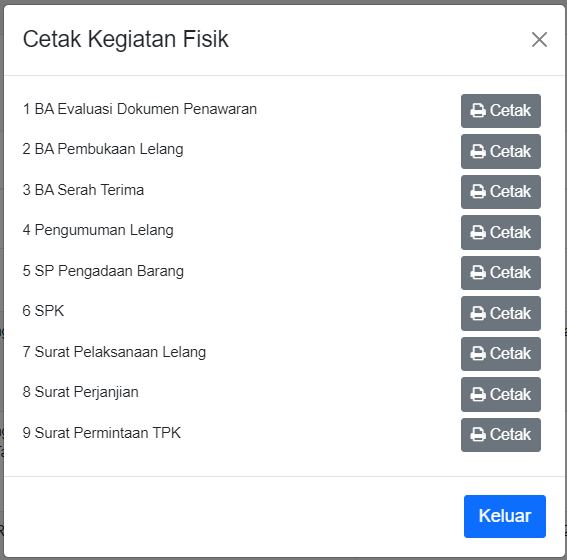 Cetak Kegiatan Fisik
1 BA Evaluasi Dokumen Penawaran Cetak
2 BA Pembukaan Lelang Cetak
3 BA Serah Terima Cetak
4 Pengumuman Lelang Cetak
5 SP Pengadaan Barang Cetak
6 SPK Cetak
7 Surat Pelaksanaan Lelang Cetak
8 Surat Perjanjian Cetak
9 Surat Permintaan TPK Cetak
Keluar